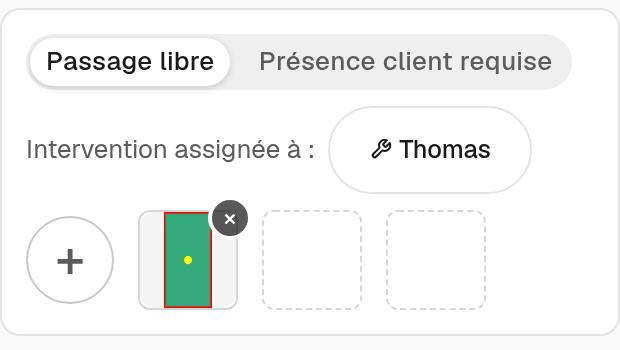 Passage libre
Présence client requise
Intervention assignée à :
Thomas